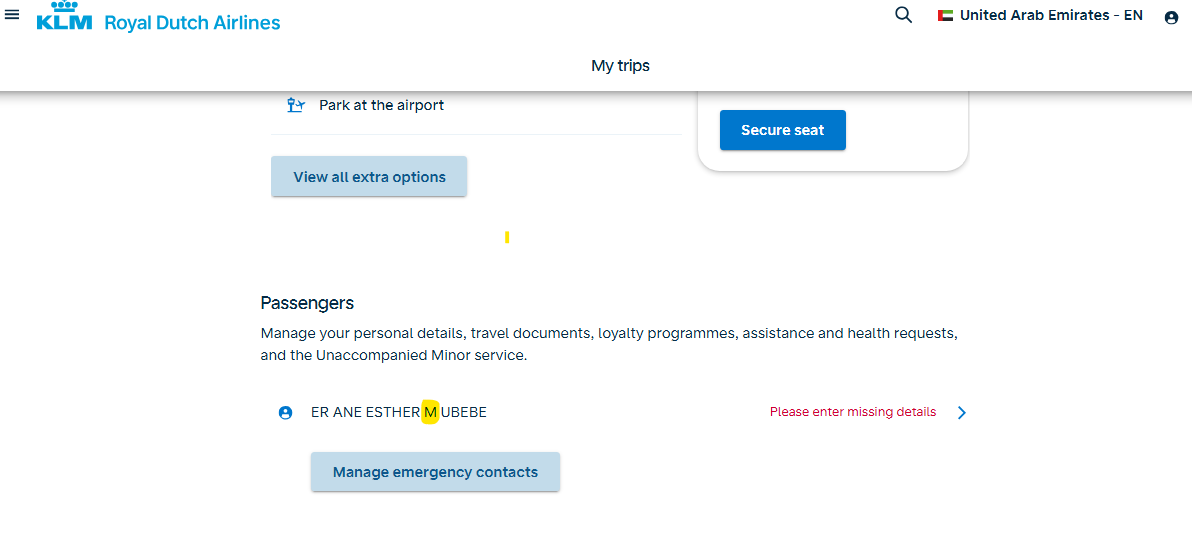 KLM Royal Dutch Airlines
United Arab Emirates - EN
My trips
Park at the airport
Secure seat
View all extra options
Passengers
Manage your personal details, travel documents, loyalty programmes, assistance and health requests,
and the Unaccompanied Minor service.
ER ANE ESTHER M UBEBE
Please enter missing details
Manage emergency contacts